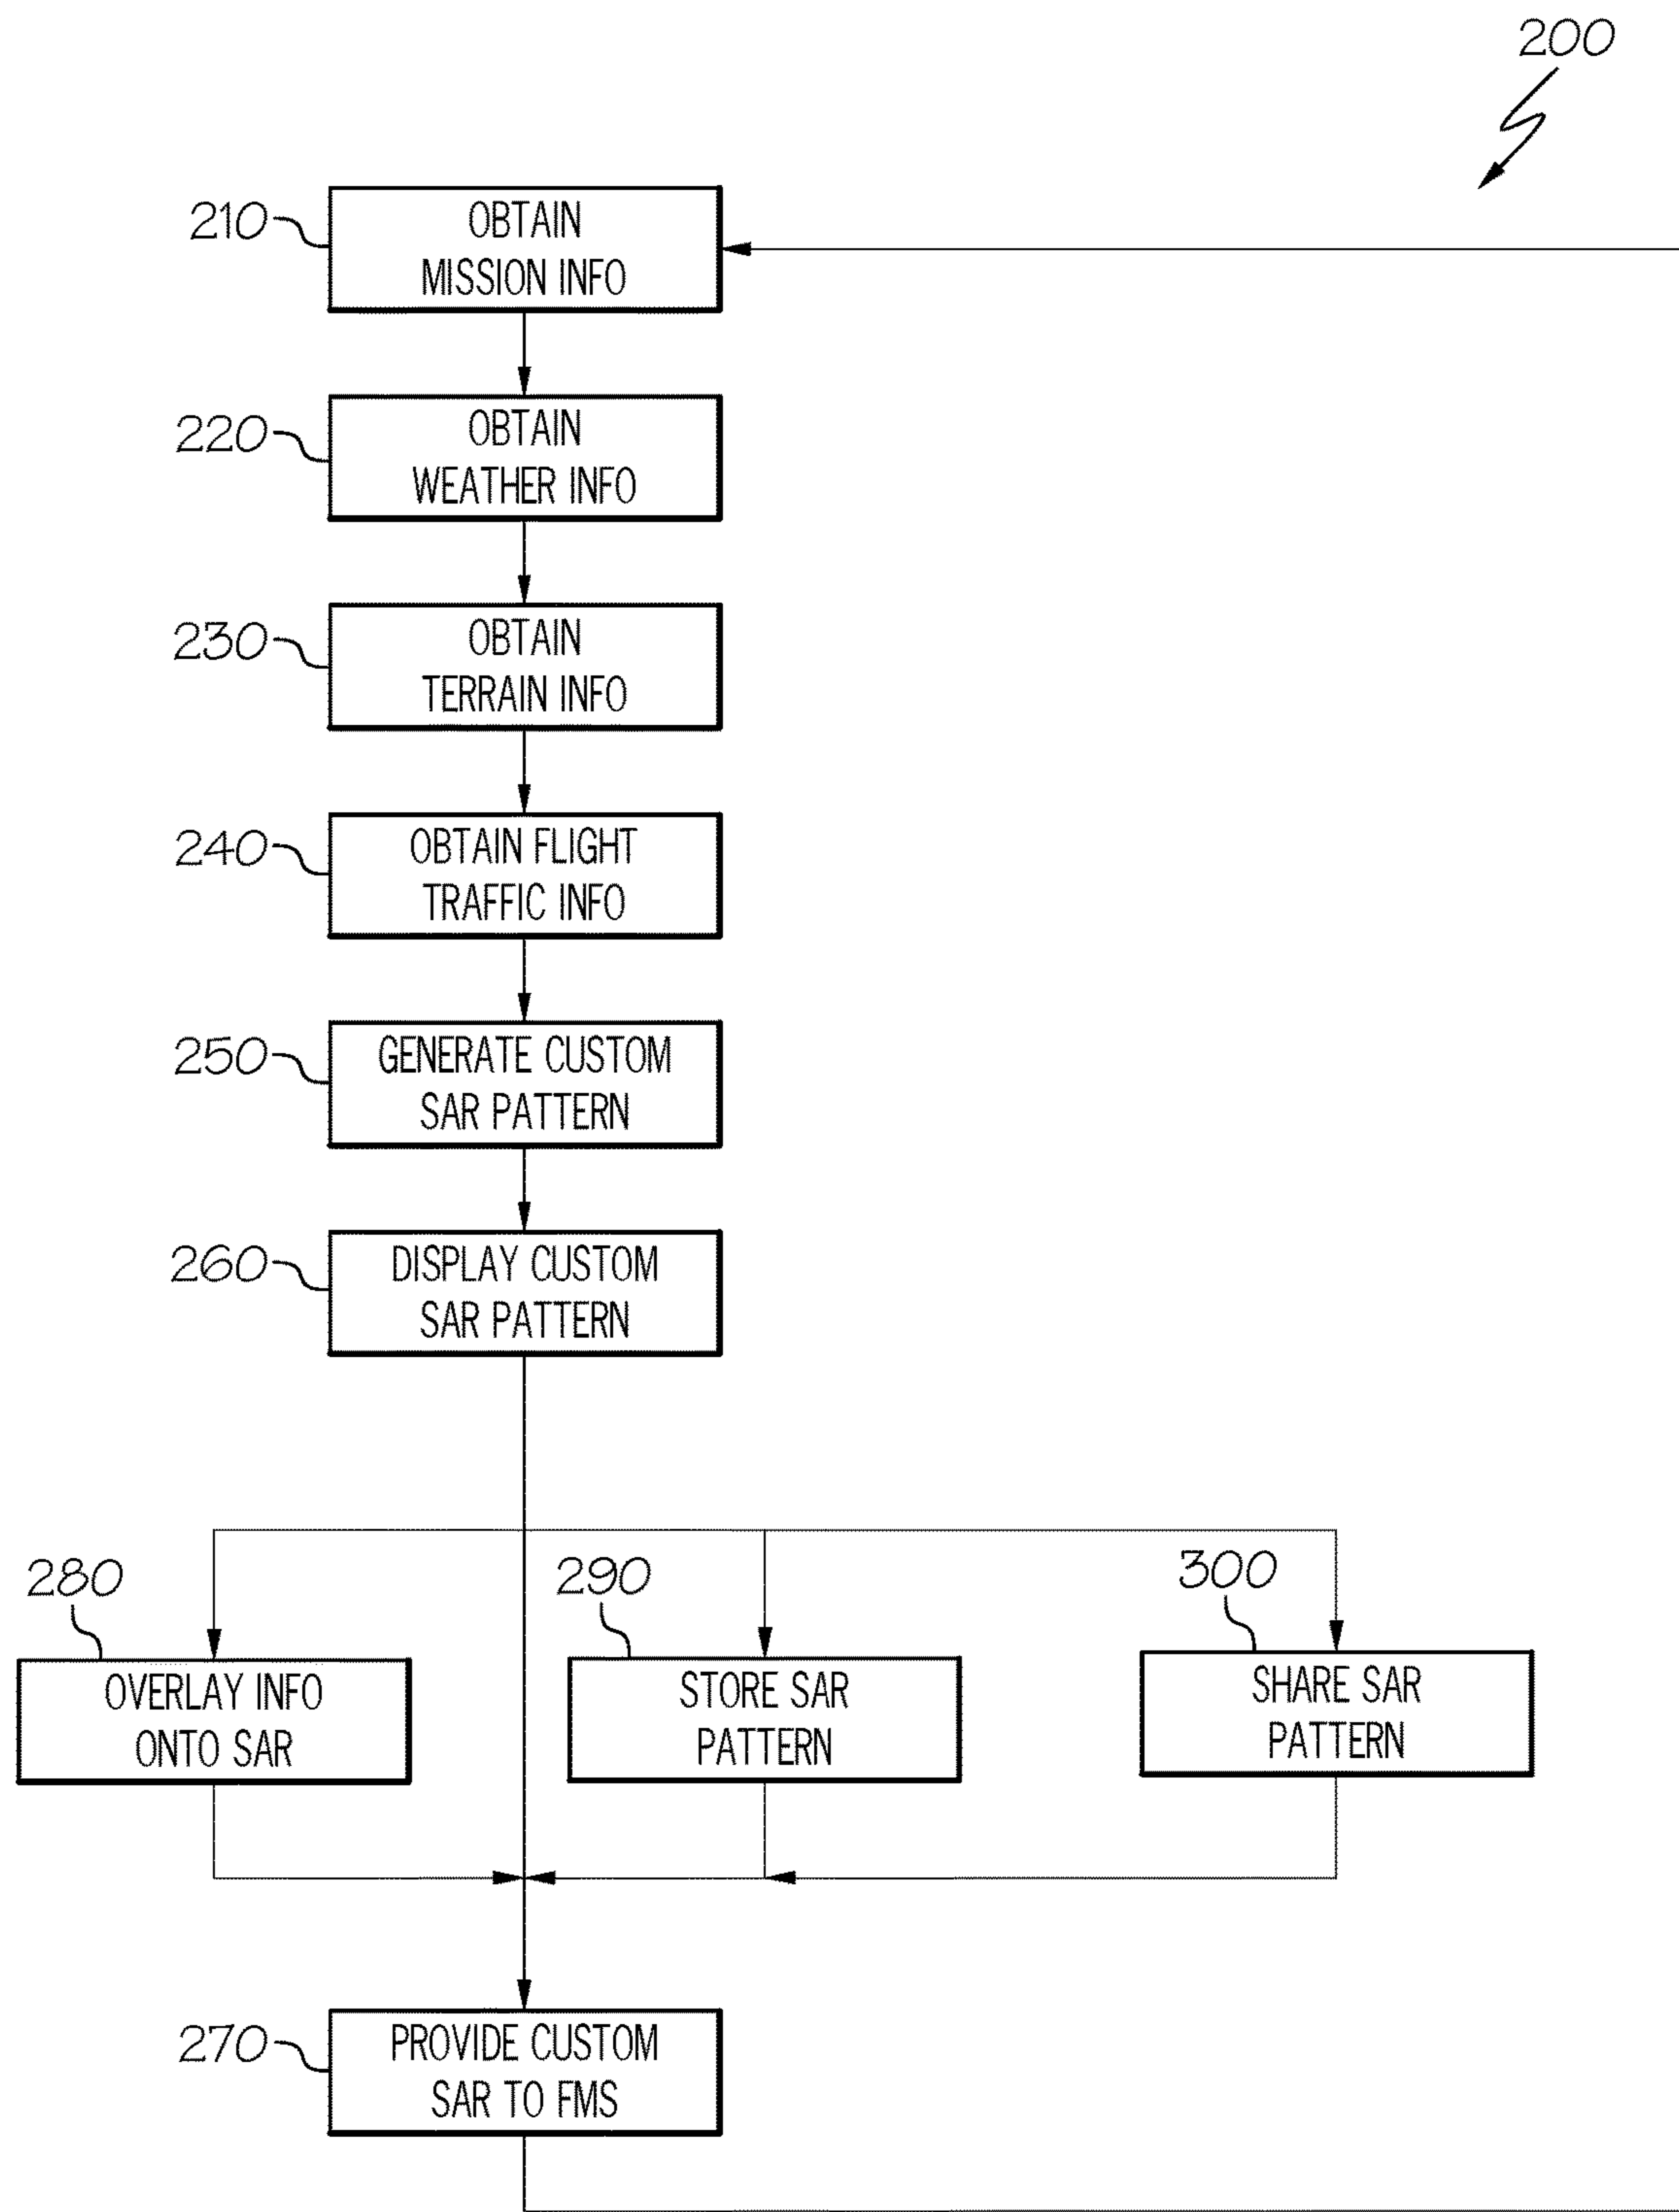 200
210
OBTAIN
MISSION INFO
220
OBTAIN
WEATHER INFO
230
OBTAIN
TERRAIN INFO
240
OBTAIN FLIGHT
TRAFFIC INFO
250
GENERATE CUSTOM
SAR PATTERN
260
DISPLAY CUSTOM
SAR PATTERN
280
OVERLAY INFO
ONTO SAR
290
STORE SAR
PATTERN
300
SHARE SAR
PATTERN
270
PROVIDE CUSTOM
SAR TO FMS